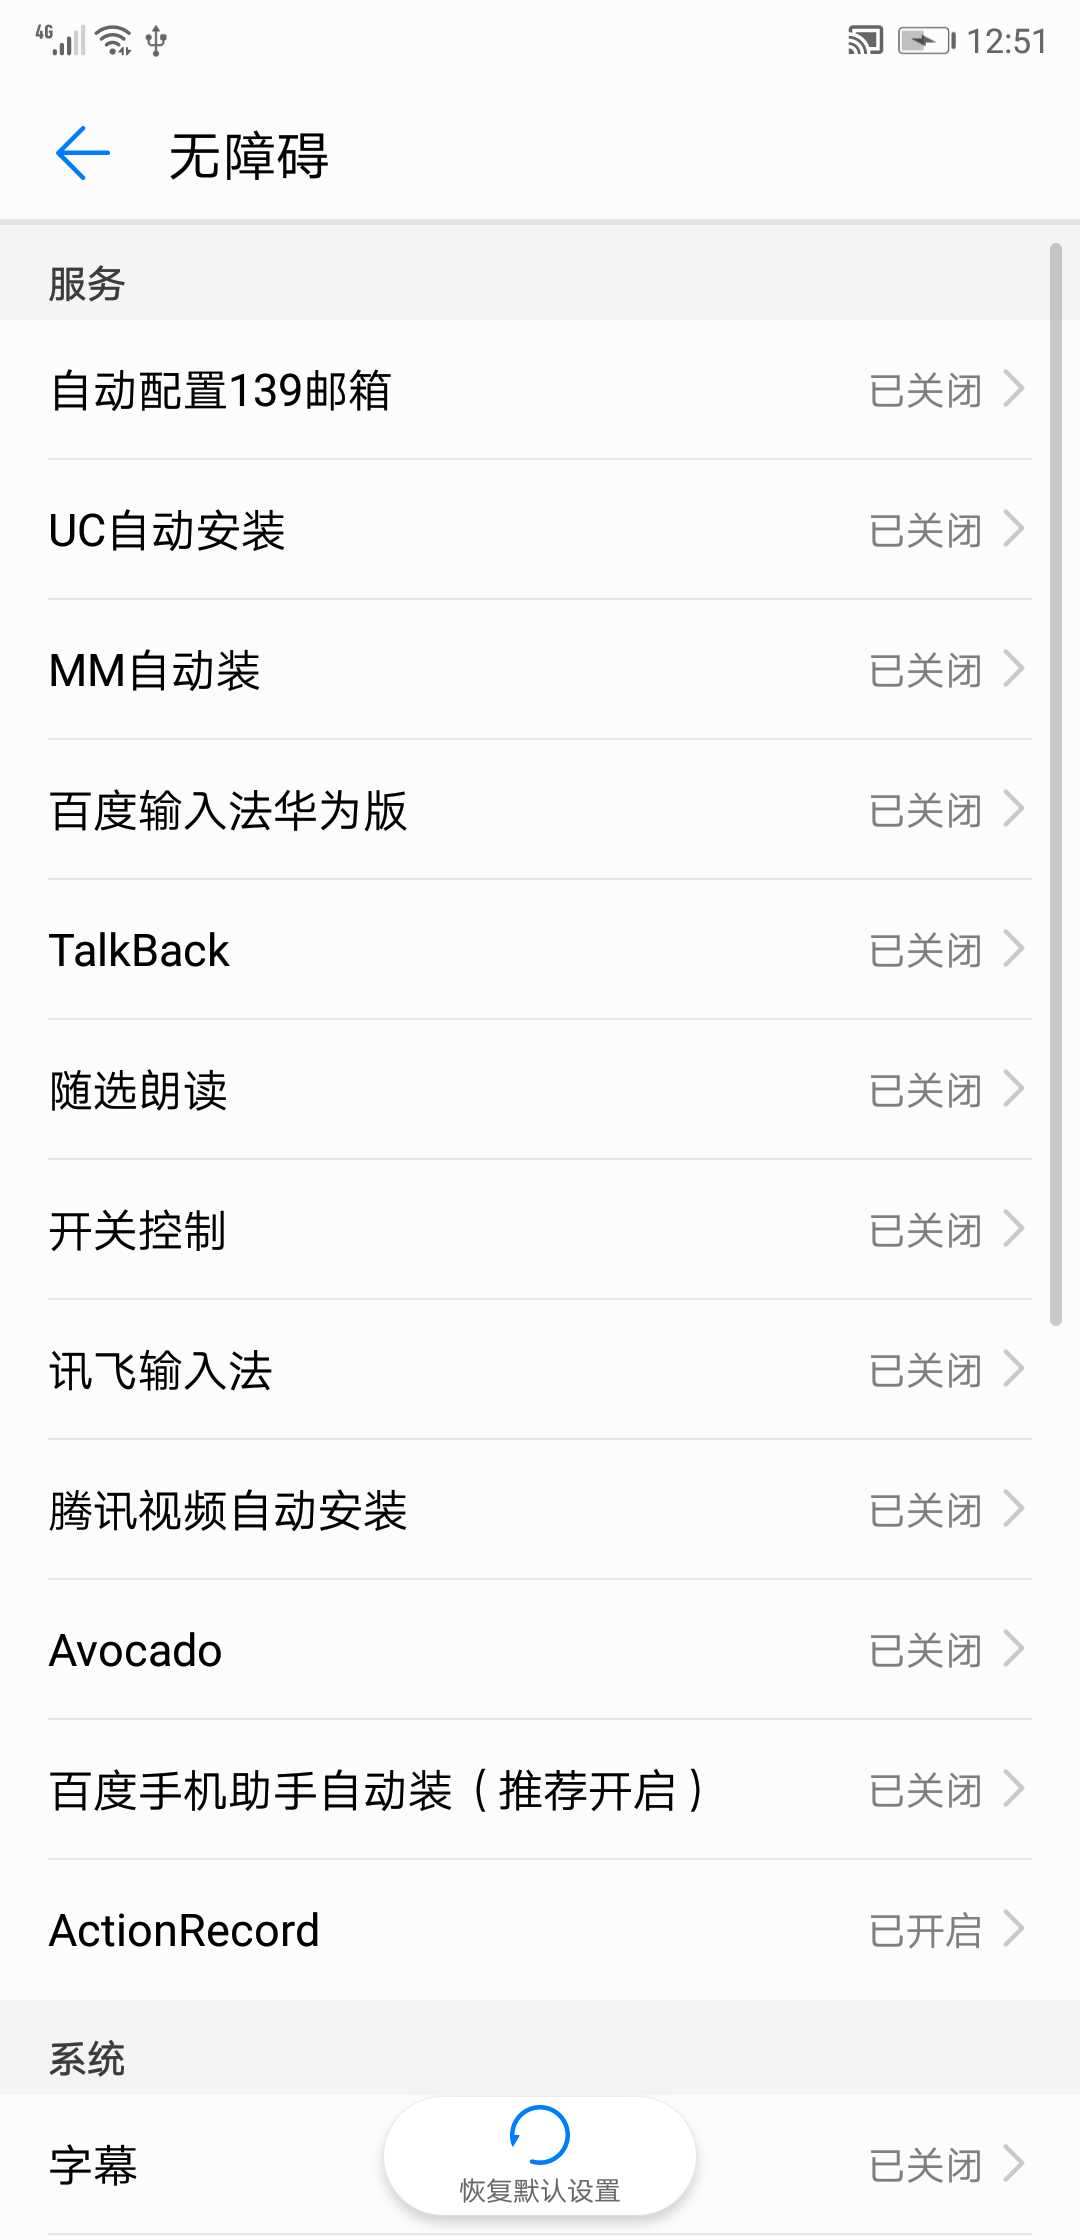 4G 12:51
无障碍
服务
自动配置139邮箱 已关闭
UC自动安装 已关闭
MM自动装 已关闭
百度输入法华为版 已关闭
TalkBack 已关闭
随选朗读 已关闭
开关控制 已关闭
讯飞输入法 已关闭
腾讯视频自动安装 已关闭
Avocado 已关闭
百度手机助手自动装（推荐开启） 已关闭
ActionRecord 已开启
系统
字幕 已关闭
恢复默认设置